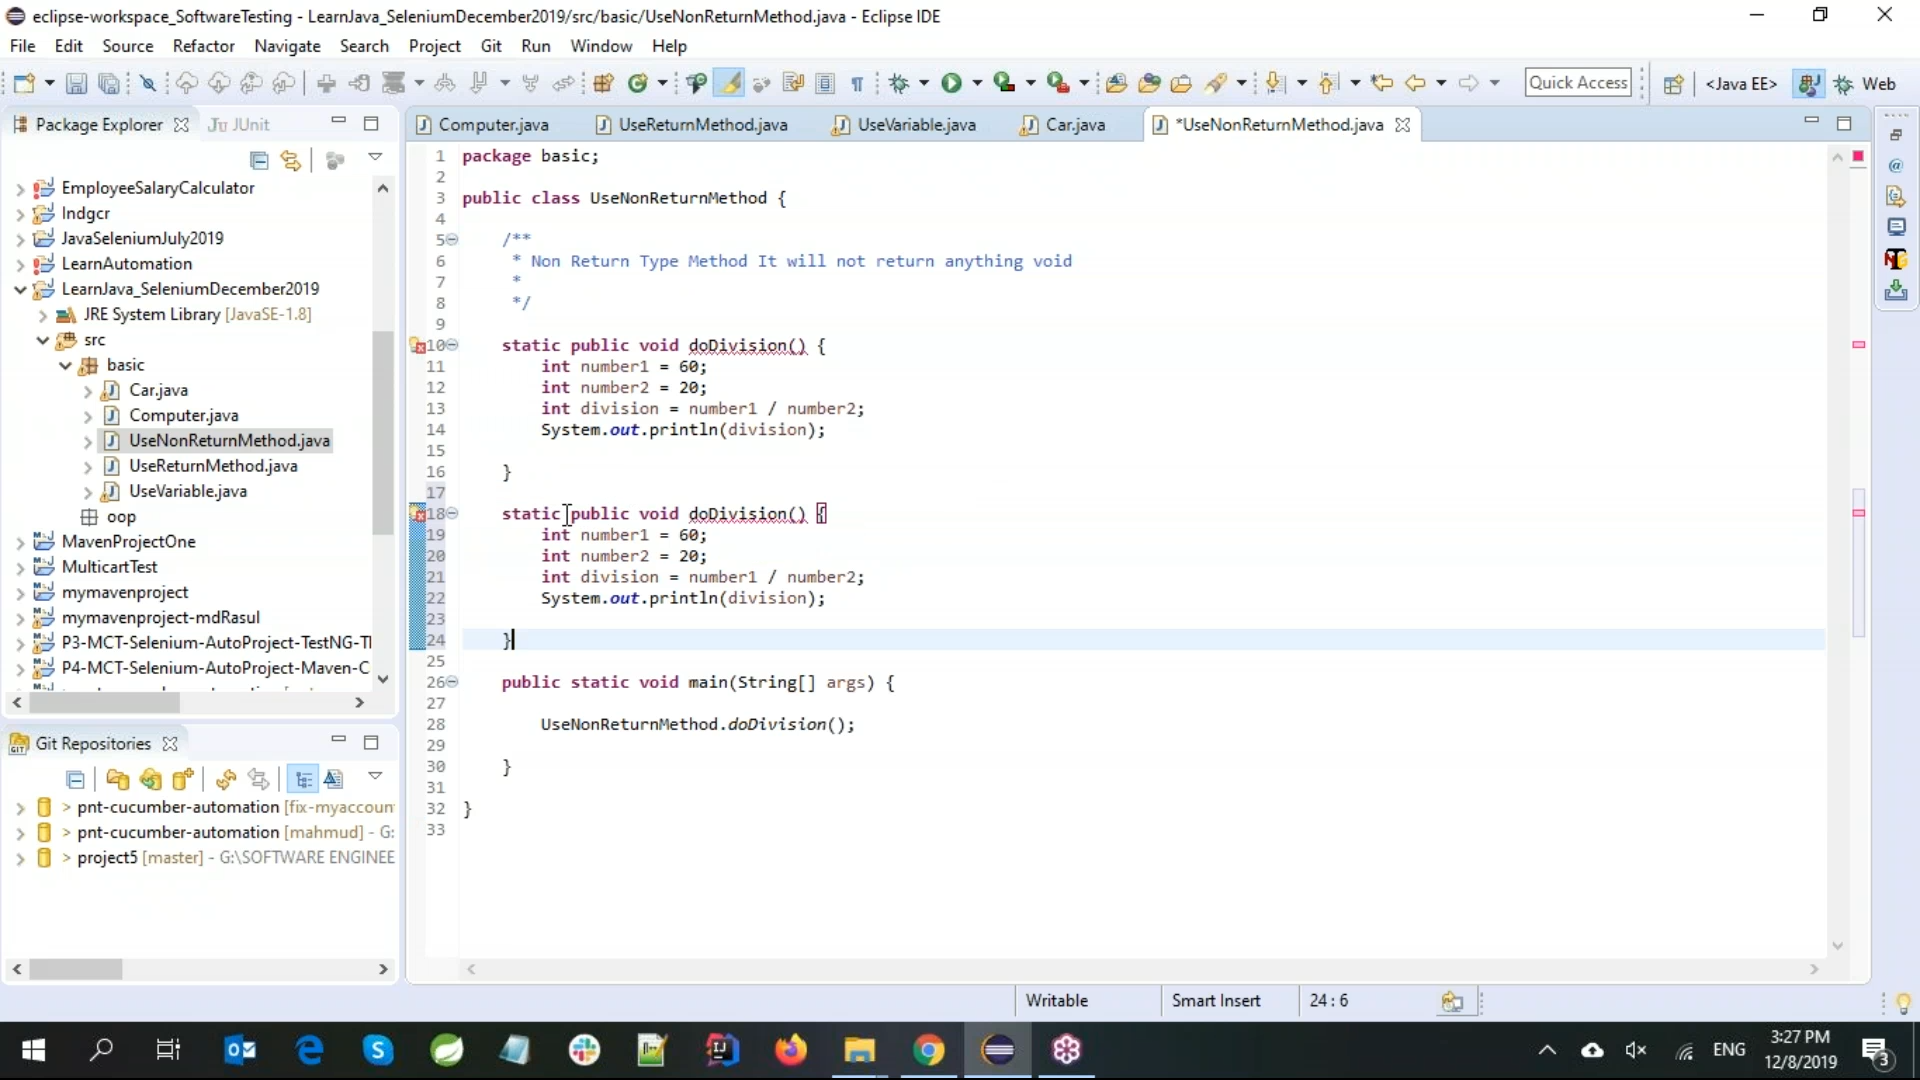 eclipse-workspace_SoftwareTesting - LearnJava_SeleniumDecember2019/src/basic/UseNonReturnMethod.java - Eclipse IDE
File Edit Source Refactor Navigate Search Project Git Run Window Help
Quick Access <Java EE> Web
Package Explorer JUnit
Computer.java UseReturnMethod.java UseVariable.java Car.java *UseNonReturnMethod.java
EmployeeSalaryCalculator
Indgcr
JavaSeleniumJuly2019
LearnAutomation
LearnJava_SeleniumDecember2019
JRE System Library [JavaSE-1.8]
src
basic
Car.java
Computer.java
UseNonReturnMethod.java
UseReturnMethod.java
UseVariable.java
oop
MavenProjectOne
MulticartTest
mymavenproject
mymavenproject-mdRasul
P3-MCT-Selenium-AutoProject-TestNG-T
P4-MCT-Selenium-AutoProject-Maven-C
Git Repositories
> pnt-cucumber-automation [fix-myaccoun
> pnt-cucumber-automation [mahmud] - G:
> project5 [master] - G:\SOFTWARE ENGINEE
1 package basic;
2
3 public class UseNonReturnMethod {
4
5 /**
6 * Non Return Type Method It will not return anything void
7 *
8 */
9
10 static public void doDivision() {
11 int number1 = 60;
12 int number2 = 20;
13 int division = number1 / number2;
14 System.out.println(division);
15
16 }
17
18 static public void doDivision() {
19 int number1 = 60;
20 int number2 = 20;
21 int division = number1 / number2;
22 System.out.println(division);
23
24 }
25
26 public static void main(String[] args) {
27
28 UseNonReturnMethod.doDivision();
29
30 }
31
32 }
33
Writable Smart Insert 24 : 6
ENG
3:27 PM
12/8/2019
3